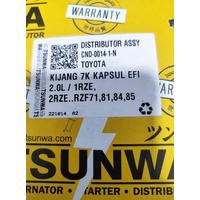 WARRANTY
DISTRIBUTOR ASSY
CND-0014-1-N
TOYOTA
KIJANG 7K KAPSUL EFI
2.0L / 1RZE,
2RZE..RZF71,81,84,85
221014 A2
TSUNWA